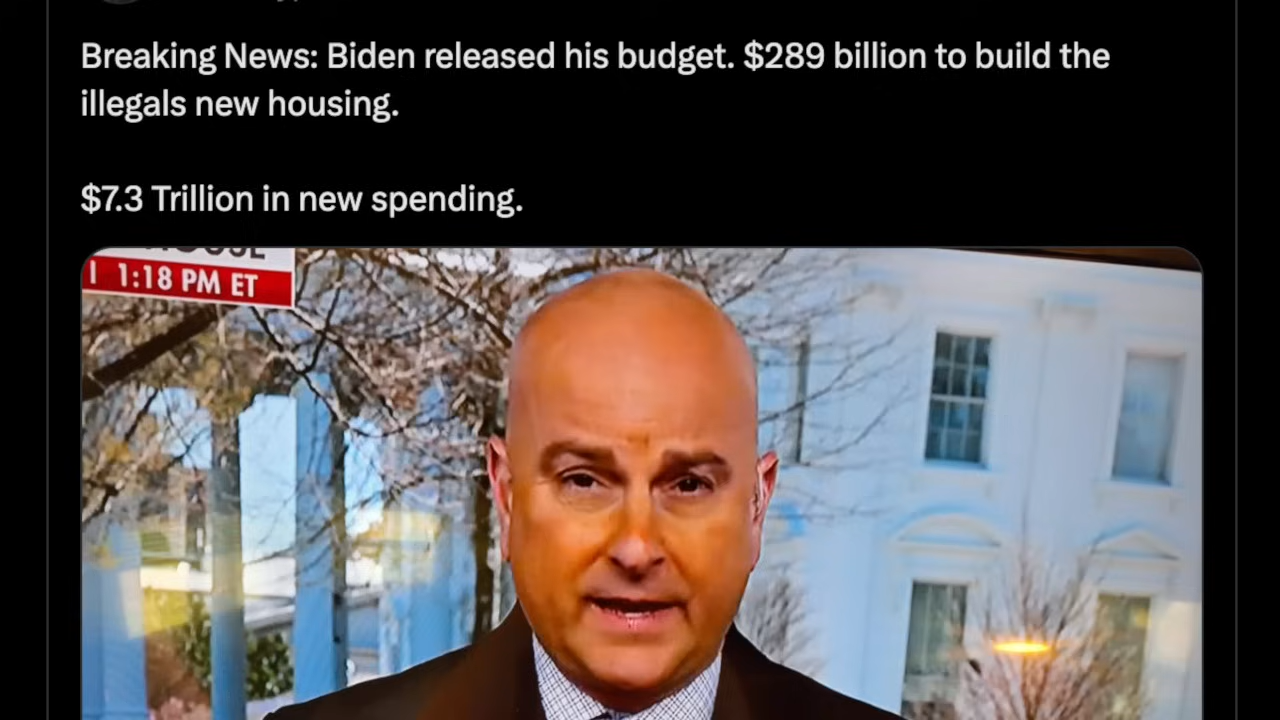 Breaking News: Biden released his budget. $289 billion to build the
illegals new housing.
$7.3 Trillion in new spending.
1:18 PM ET